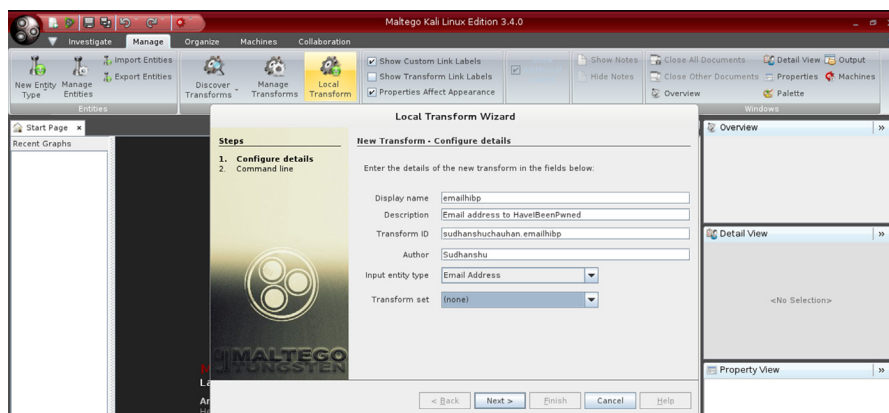 Maltego Kali Linux Edition 3.4.0
Investigate Manage Organize Machines Collaboration
New Entity Type
Manage Entities
Import Entities
Export Entities
Entities
Discover Transforms
Manage Transforms
Local Transform
Show Custom Link Labels
Show Transform Link Labels
Properties Affect Appearance
Show Notes
Hide Notes
Close All Documents
Close Other Documents
Overview
Detail View
Properties
Palette
Output
Machines
Windows
Start Page
Recent Graphs
Local Transform Wizard
Steps
1. Configure details
2. Command line
MALTEGO
TUNGSTEN
New Transform - Configure details
Enter the details of the new transform in the fields below:
Display name emailhibp
Description Email address to HaveIBeenPwned
Transform ID sudhanshuchauhan.emailhibp
Author Sudhanshu
Input entity type Email Address
Transform set (none)
< Back Next > Finish Cancel Help
Overview
Detail View
<No Selection>
Property View